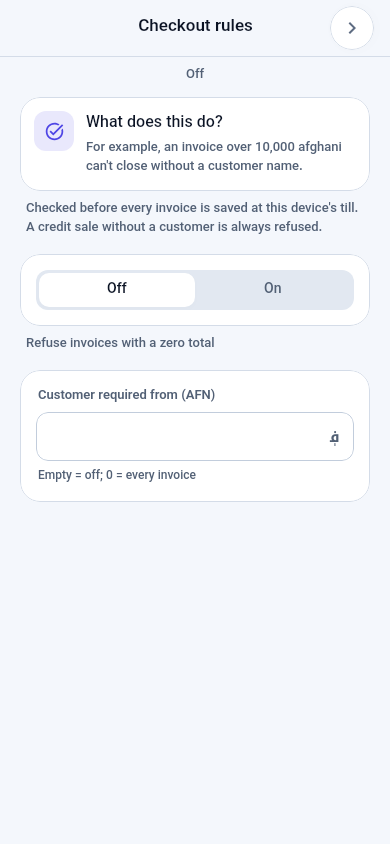 Checkout rules
Off
What does this do?
For example, an invoice over 10,000 afghani
can't close without a customer name.
Checked before every invoice is saved at this device's till.
A credit sale without a customer is always refused.
Off
On
Refuse invoices with a zero total
Customer required from (AFN)
؋
Empty = off; 0 = every invoice